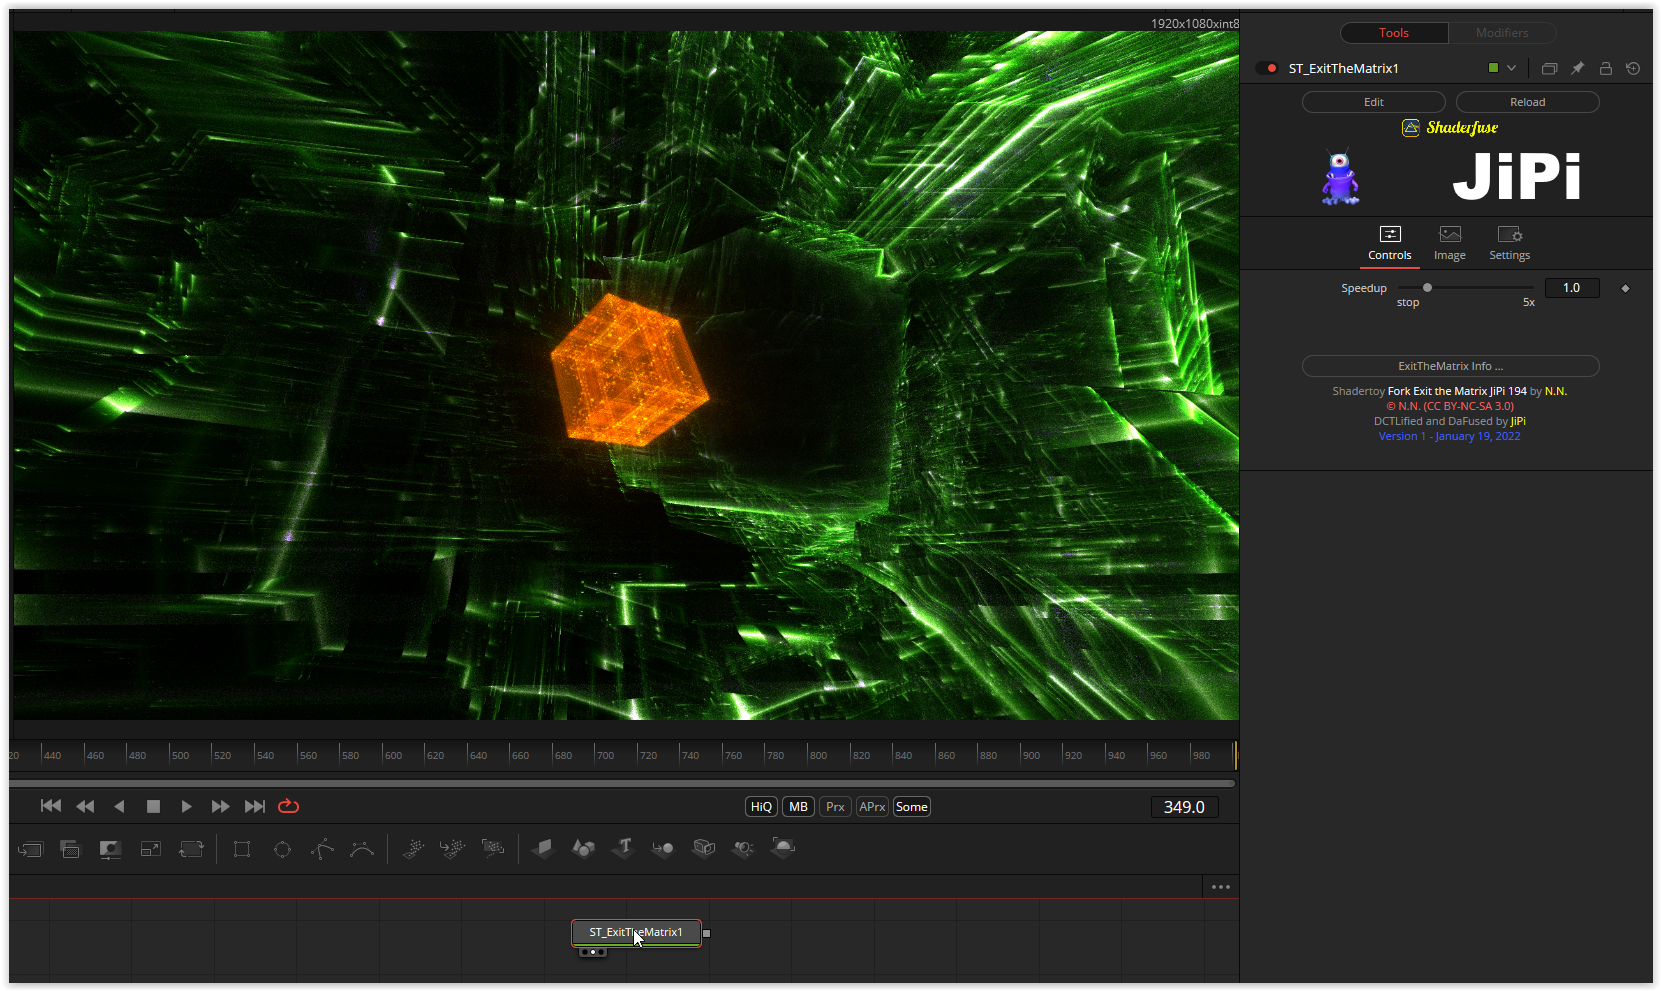 1920x1080xint8
Tools
Modifiers
ST_ExitTheMatrix1
Edit
Reload
Shaderfuse
JiPi
Controls
Image
Settings
Speedup
1.0
stop
5x
ExitTheMatrix Info ...
Shadertoy Fork Exit the Matrix JiPi 194 by N.N.
© N.N. (CC BY-NC-SA 3.0)
DCTLified and DaFused by JiPi
Version 1 - January 19, 2022
20 440 460 480 500 520 540 560 580 600 620 640 660 680 700 720 740 760 780 800 820 840 860 880 900 920 940 960 980
HiQ
MB
Prx
APrx
Some
349.0
T
ST_ExitTheMatrix1